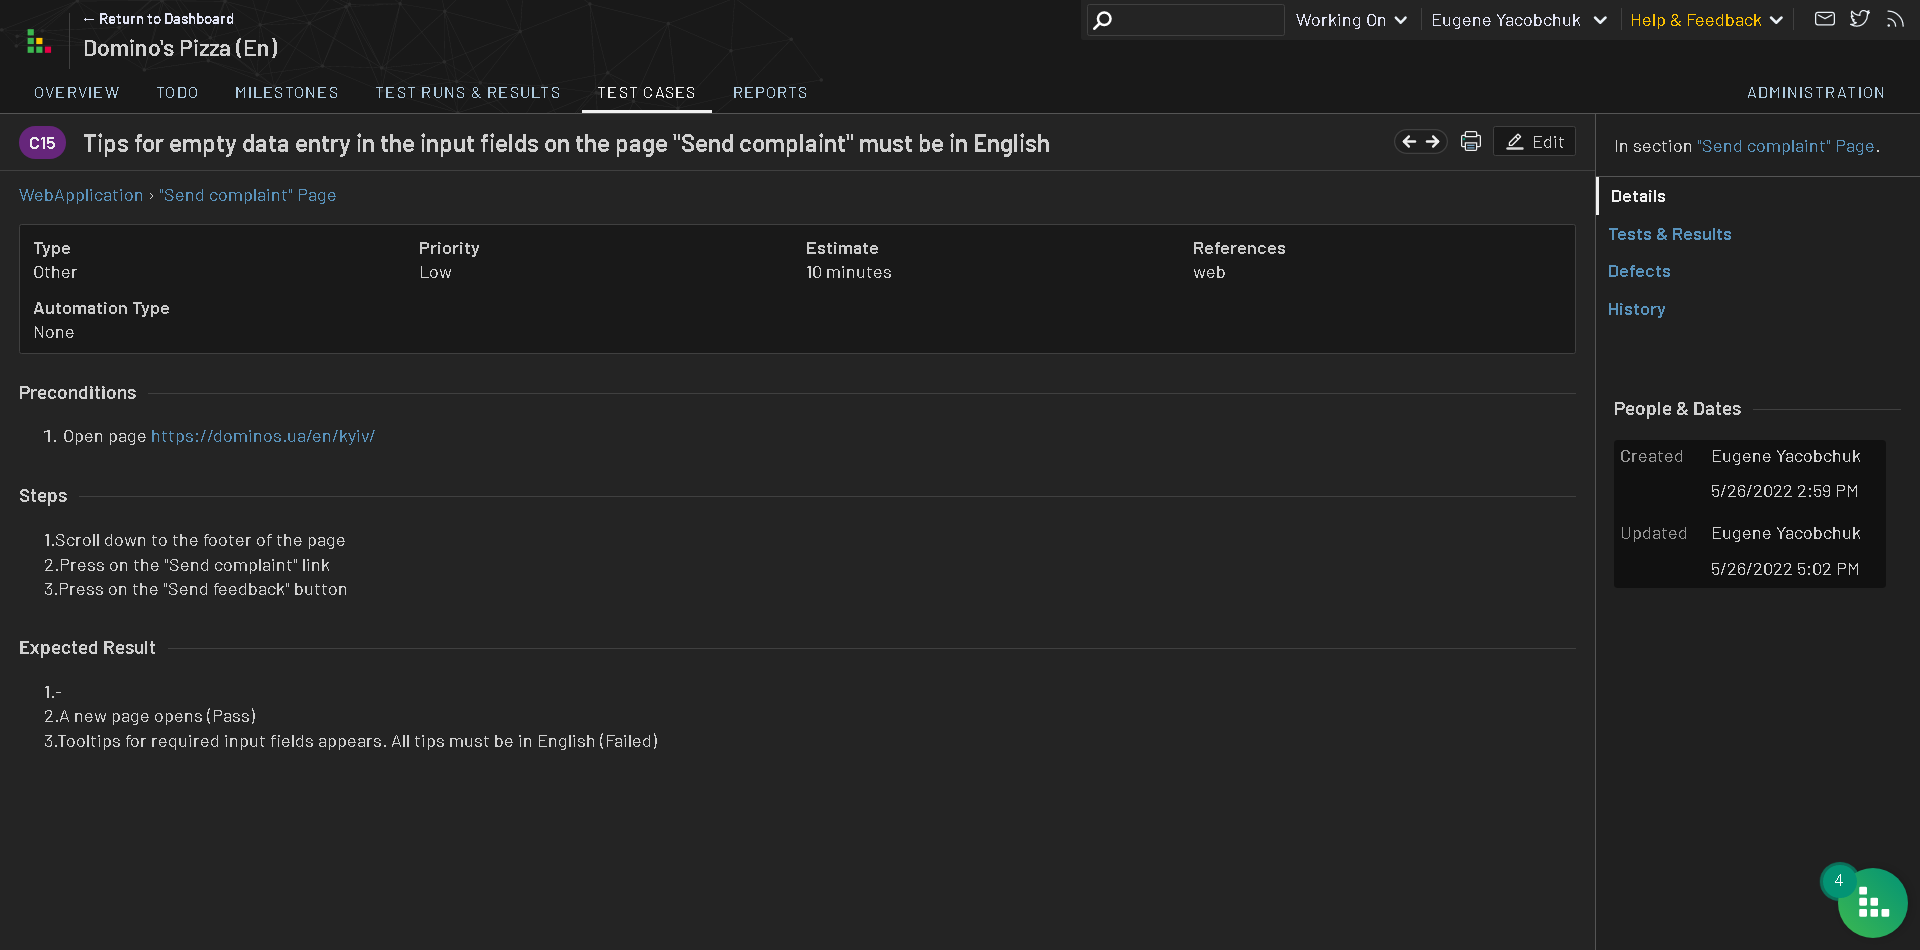 ← Return to Dashboard
Domino's Pizza (En)
Working On
Eugene Yacobchuk
Help & Feedback
OVERVIEW TODO MILESTONES TEST RUNS & RESULTS TEST CASES REPORTS ADMINISTRATION
C15 Tips for empty data entry in the input fields on the page "Send complaint" must be in English
Edit
WebApplication › "Send complaint" Page
Type Priority Estimate References
Other Low 10 minutes web
Automation Type
None
Preconditions
1. Open page https://dominos.ua/en/kyiv/
Steps
1.Scroll down to the footer of the page
2.Press on the "Send complaint" link
3.Press on the "Send feedback" button
Expected Result
1.-
2.A new page opens (Pass)
3.Tooltips for required input fields appears. All tips must be in English (Failed)
In section "Send complaint" Page.
Details
Tests & Results
Defects
History
People & Dates
Created Eugene Yacobchuk
5/26/2022 2:59 PM
Updated Eugene Yacobchuk
5/26/2022 5:02 PM
4